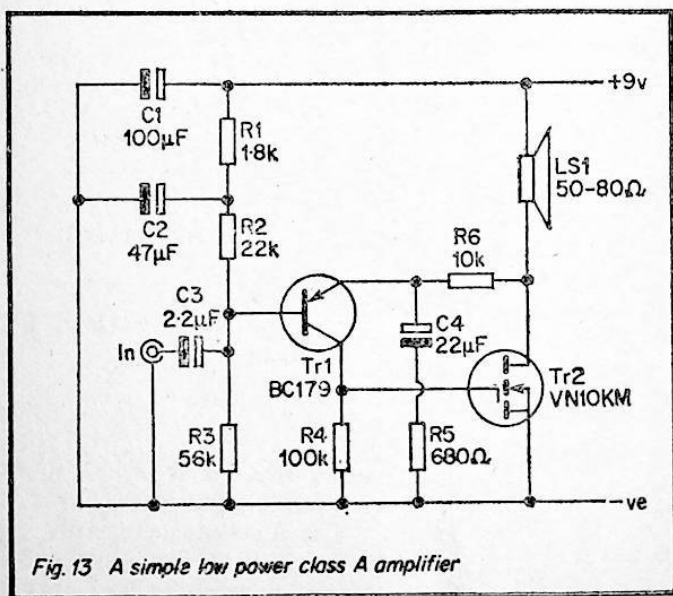 +9v
C1
100µF
R1
1·8k
LS1
50-80Ω
C2
47µF
R2
22k
R6
10k
C3
2·2µF
In
Tr1
BC179
C4
22µF
Tr2
VN10KM
R3
56k
R4
100k
R5
680Ω
-ve
Fig. 13 A simple low power class A amplifier